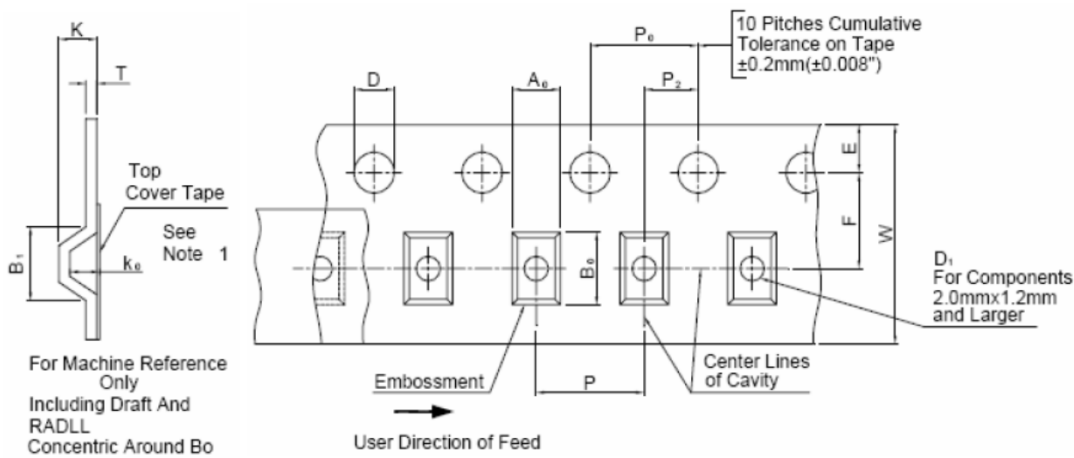 K
T
Top
Cover Tape
See
Note 1
B₁
k₀
For Machine Reference
Only
Including Draft And
RADLL
Concentric Around Bo
10 Pitches Cumulative
Tolerance on Tape
±0.2mm(±0.008")
P₀
D
A₀
P₂
E
F
W
B₀
D₁
For Components
2.0mmx1.2mm
and Larger
Embossment
P
Center Lines
of Cavity
User Direction of Feed